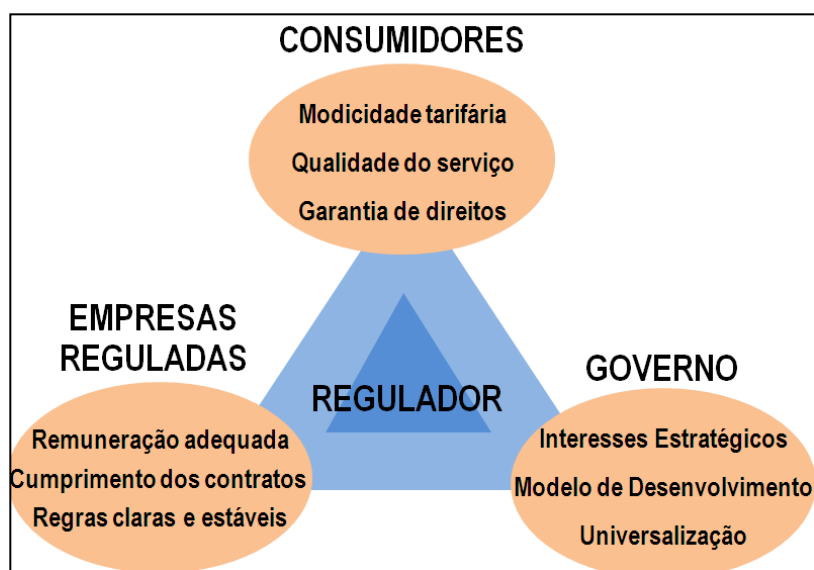 CONSUMIDORES
Modicidade tarifária
Qualidade do serviço
Garantia de direitos
EMPRESAS
REGULADAS
REGULADOR
GOVERNO
Remuneração adequada
Cumprimento dos contratos
Regras claras e estáveis
Interesses Estratégicos
Modelo de Desenvolvimento
Universalização